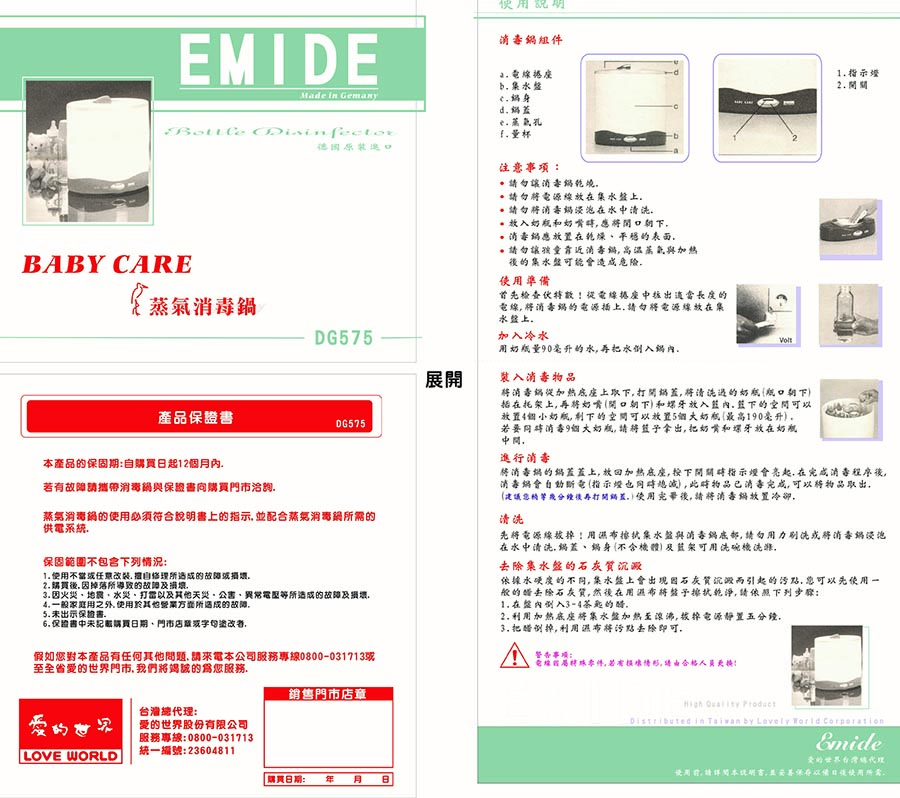 EMIDE
Made in Gemany
Bottle Disinfector
德國原裝進口
BABY CARE
蒸氣消毒鍋
DG575
展開
產品保證書
DG575
本產品的保固期:自購買日起12個月內.
若有故障請攜帶消毒鍋與保證書向購買門市洽詢.
蒸氣消毒鍋的使用必須符合說明書上的指示,並配合蒸氣消毒鍋所需的
供電系統.
保固範圍不包含下列情況:
1.使用不當或任意改裝,擅自修理所造成的故障或損壞.
2.購買後,因掉落所導致的故障及損壞.
3.因火災、地震、水災、打雷以及其他天災、公害、異常電壓等所造成的故障及損壞.
4.一般家庭用之外,使用於其他營業方面所造成的故障.
5.未出示保證書.
6.保證書中未記載購買日期、門市店章或字句塗改者.
假如您對本產品有任何其他問題,請來電本公司服務專線0800-031713或
至全省愛的世界門市,我們將竭誠的為您服務.
愛的世界
LOVE WORLD
台灣總代理:
愛的世界股份有限公司
服務專線:0800-031713
統一編號:23604811
銷售門市店章
購買日期: 年 月 日
使用說明
消毒鍋組件
a.電線捲座
b.集水盤
c.鍋身
d.鍋蓋
e.蒸氣孔
f.量杯
e
d
c
b
a
1
2
1.指示燈
2.開關
注意事項:
•請勿讓消毒鍋乾燒.
•請勿將電源線放在集水盤上.
•請勿將消毒鍋浸泡在水中清洗.
•放入奶瓶和奶嘴時,應將開口朝下.
•消毒鍋應放置在乾燥、平穩的表面.
•請勿讓孩童靠近消毒鍋,高溫蒸氣與加熱
後的集水盤可能會造成危險.
使用準備
首先檢查伏特數!從電線捲座中拉出適當長度的
電線,將消毒鍋的電源插上.請勿將電源線放在集
水盤上.
Volt
加入冷水
用奶瓶量90毫升的水,再把水倒入鍋內.
裝入消毒物品
將消毒鍋從加熱底座上取下,打開鍋蓋,將清洗過的奶瓶(瓶口朝下)
插在托架上,再將奶嘴(開口朝下)和螺牙放入籃內.籃下的空間可以
放置4個小奶瓶,剩下的空間可以放置5個大奶瓶(最高190毫升).
若要同時消毒9個大奶瓶,請將籃子拿出,把奶嘴和螺牙放在奶瓶
中間.
進行消毒
將消毒鍋的鍋蓋蓋上,放回加熱底座,按下開關時指示燈會亮起.在完成消毒程序後,
消毒鍋會自動斷電(指示燈也同時熄滅),此時物品已消毒完成,可以將物品取出.
(建議您稍等幾分鐘後再打開鍋蓋.)使用完畢後,請將消毒鍋放置冷卻.
清洗
先將電源線拔掉!用濕布擦拭集水盤與消毒鍋底部,請勿用力刷洗或將消毒鍋浸泡
在水中清洗.鍋蓋、鍋身(不含機體)及籃架可用洗碗機洗滌.
去除集水盤的石灰質沉澱
依據水硬度的不同,集水盤上會出現因石灰質沉澱而引起的污點.您可以先使用一
般的醋去除石灰質,然後在用濕布將盤子擦拭乾淨,請依照下列步驟:
1.在盤內倒入3-4茶匙的醋.
2.利用加熱底座將集水盤加熱至滾沸,拔掉電源靜置五分鐘.
3.把醋倒掉,利用濕布將污點去除即可.
警告事項:
電線前屬特殊零件,若有損壞情形,請由合格人員更換!
High Quality Product
Distributed in Taiwan by Lovely World Corporation
Emide
愛的世界台灣總代理
使用前,請詳閱本說明書,並妥善保存以備日後使用所需.